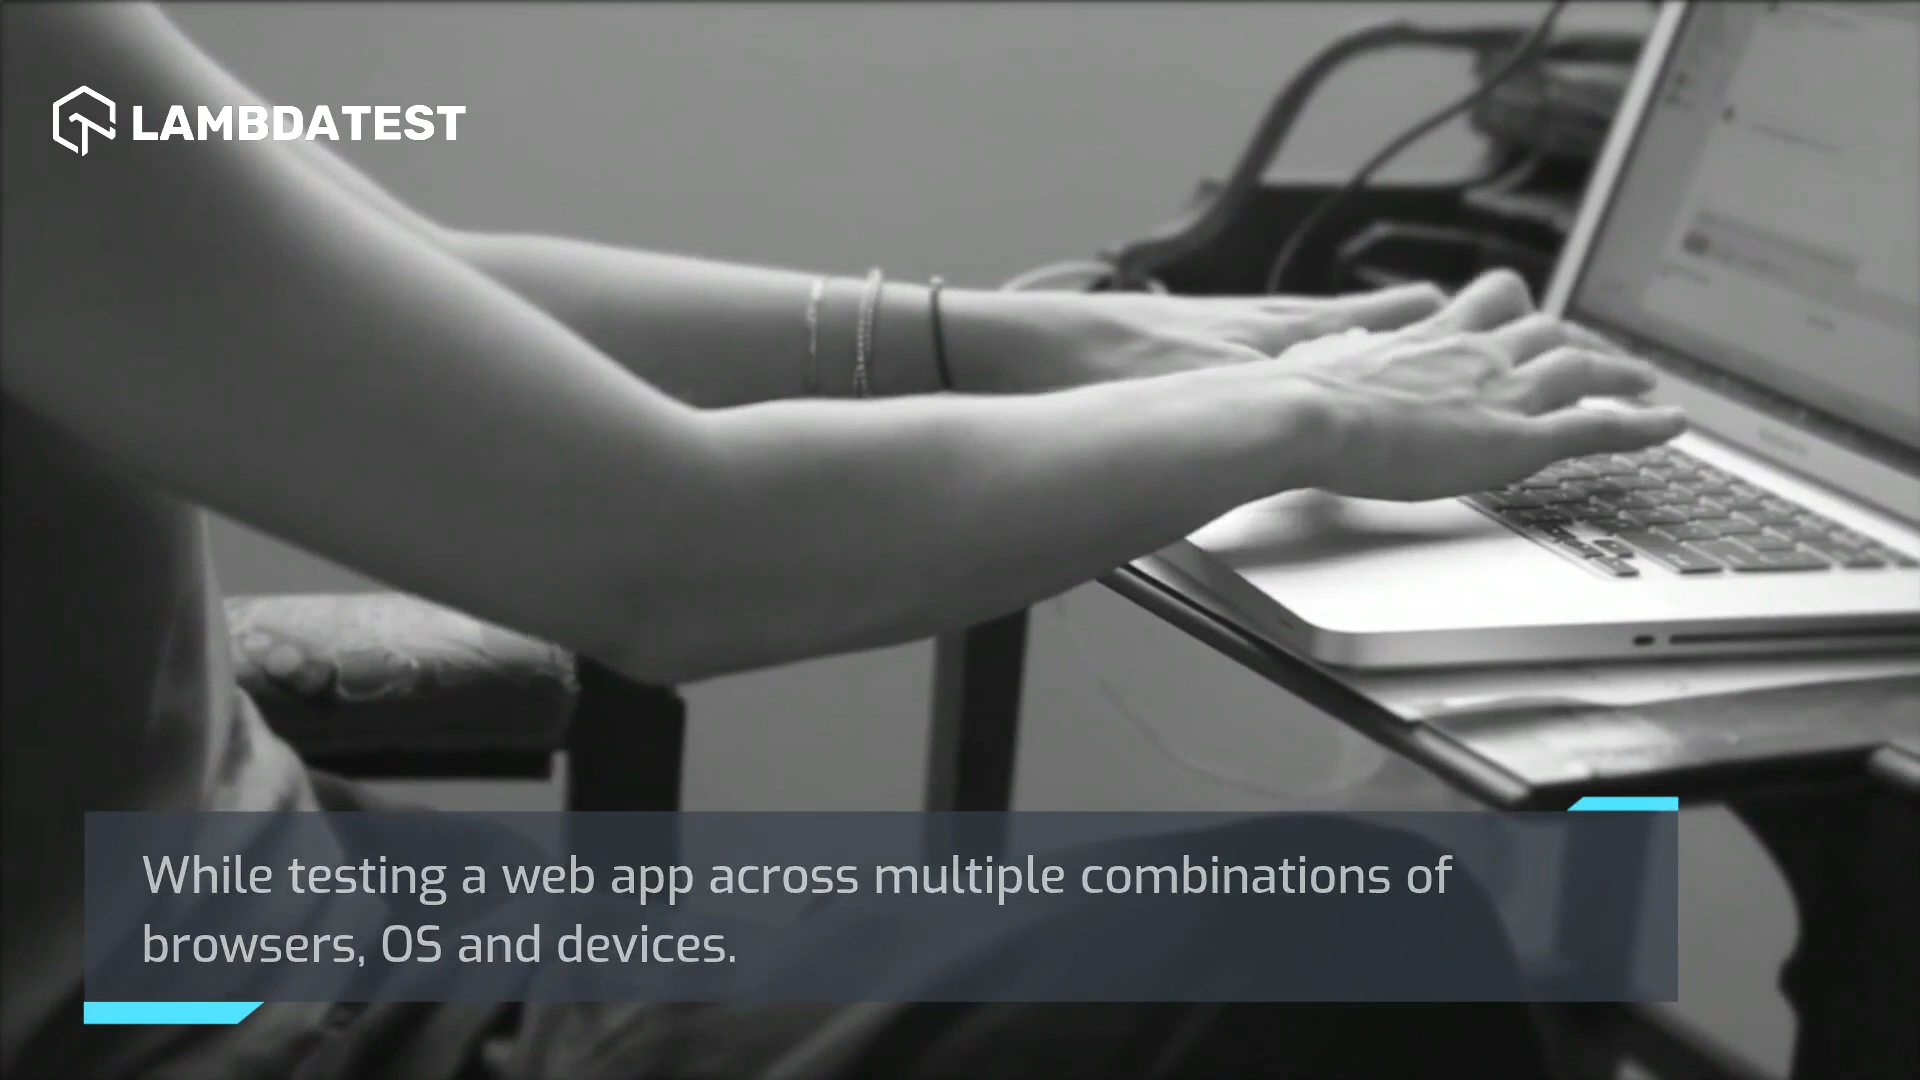 LAMBDATEST
While testing a web app across multiple combinations of
browsers, OS and devices.